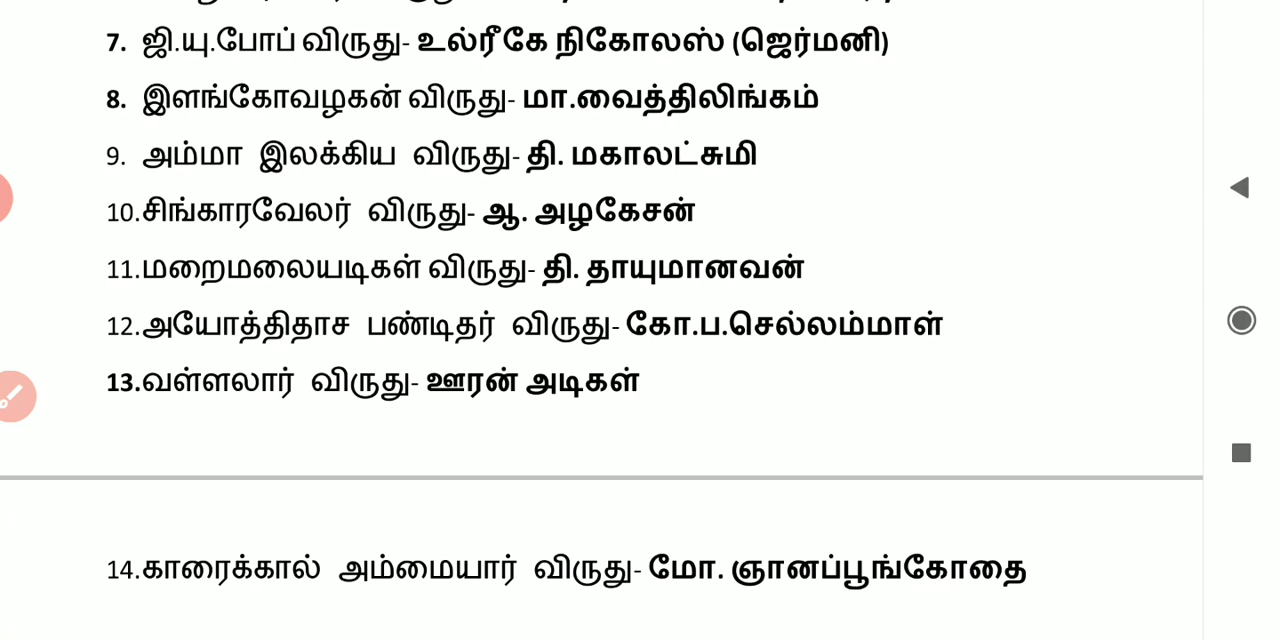 7. ஜி.யு.போப் விருது- உல்ரீகே நிகோலஸ் (ஜெர்மனி)
8. இளங்கோவழகன் விருது- மா.வைத்திலிங்கம்
9. அம்மா இலக்கிய விருது- தி. மகாலட்சுமி
10.சிங்காரவேலர் விருது- ஆ. அழகேசன்
11.மறைமலையடிகள் விருது- தி. தாயுமானவன்
12.அயோத்திதாச பண்டிதர் விருது- கோ.ப.செல்லம்மாள்
13.வள்ளலார் விருது- ஊரன் அடிகள்
14.காரைக்கால் அம்மையார் விருது- மோ. ஞானப்பூங்கோதை